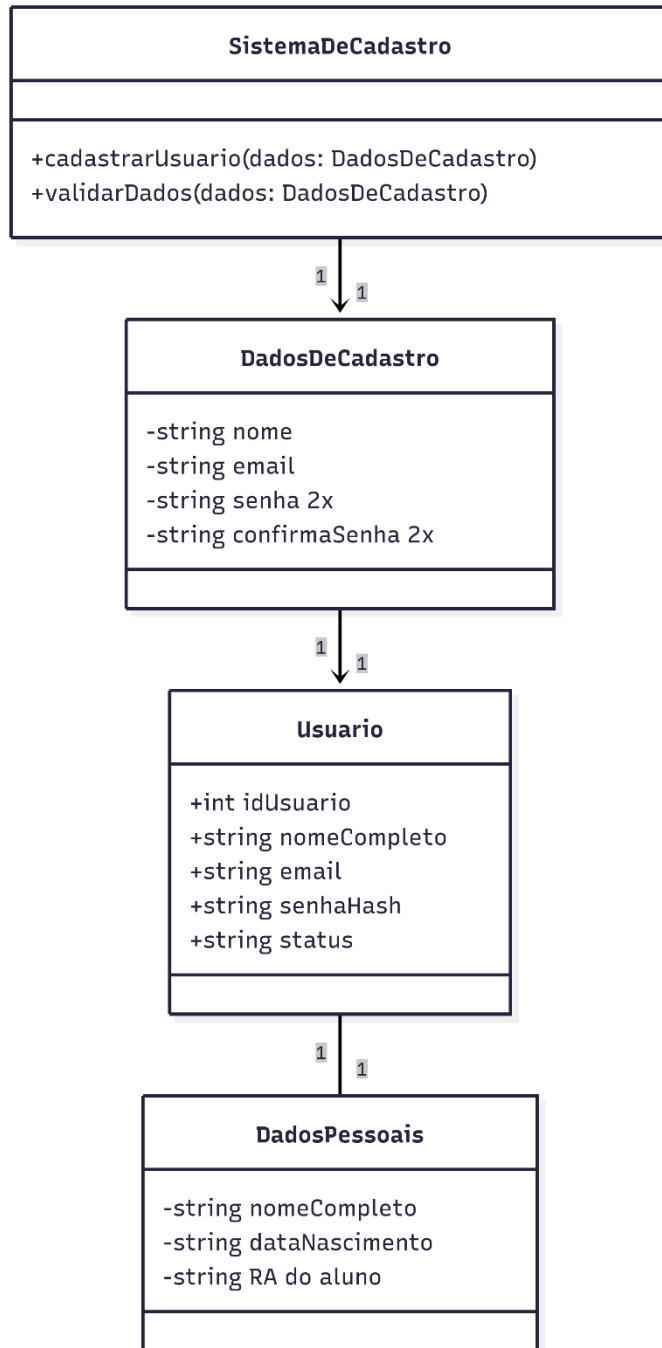 SistemaDeCadastro
+cadastrarUsuario(dados: DadosDeCadastro)
+validarDados(dados: DadosDeCadastro)
1
1
DadosDeCadastro
-string nome
-string email
-string senha 2x
-string confirmaSenha 2x
1
1
Usuario
+int idUsuario
+string nomeCompleto
+string email
+string senhaHash
+string status
1
1
DadosPessoais
-string nomeCompleto
-string dataNascimento
-string RA do aluno